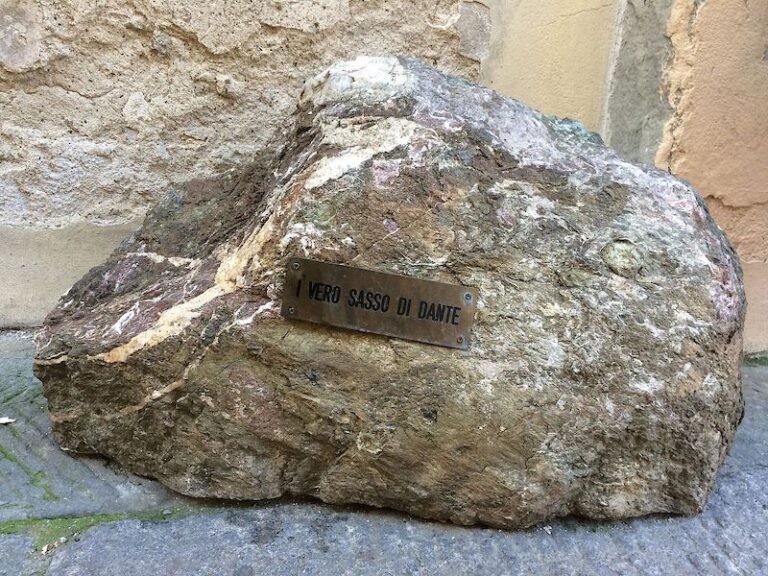 I VERO SASSO DI DANTE